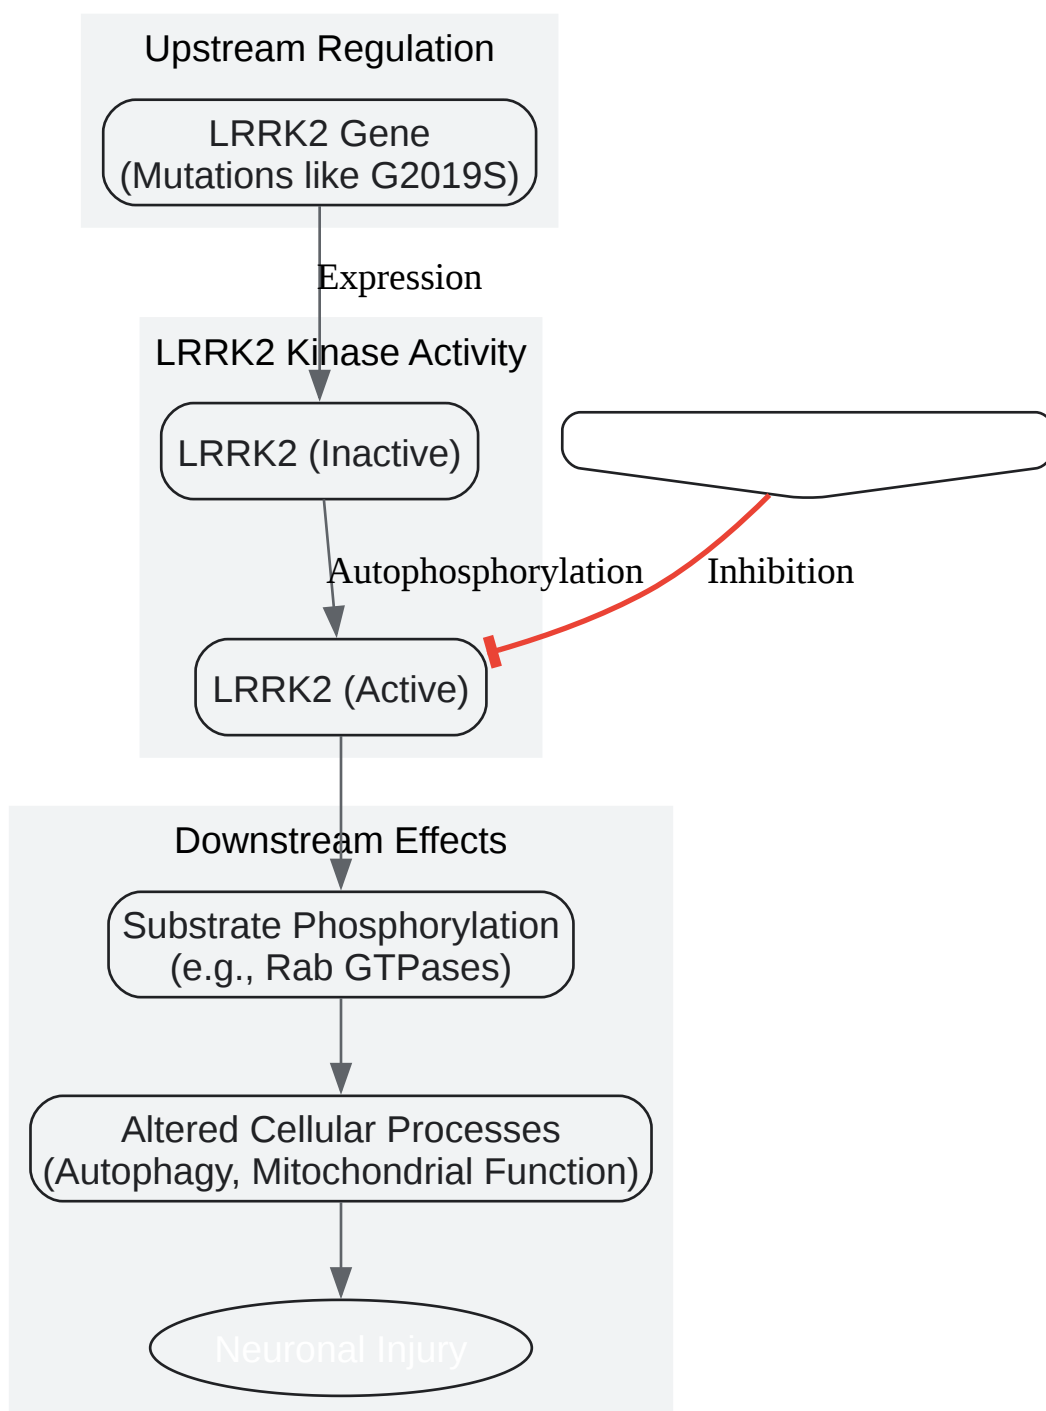 Upstream Regulation
LRRK2 Gene
(Mutations like G2019S)
Expression
LRRK2 Kinase Activity
LRRK2 (Inactive)
Autophosphorylation
Inhibition
LRRK2 (Active)
Downstream Effects
Substrate Phosphorylation
(e.g., Rab GTPases)
Altered Cellular Processes
(Autophagy, Mitochondrial Function)
Neuronal Injury